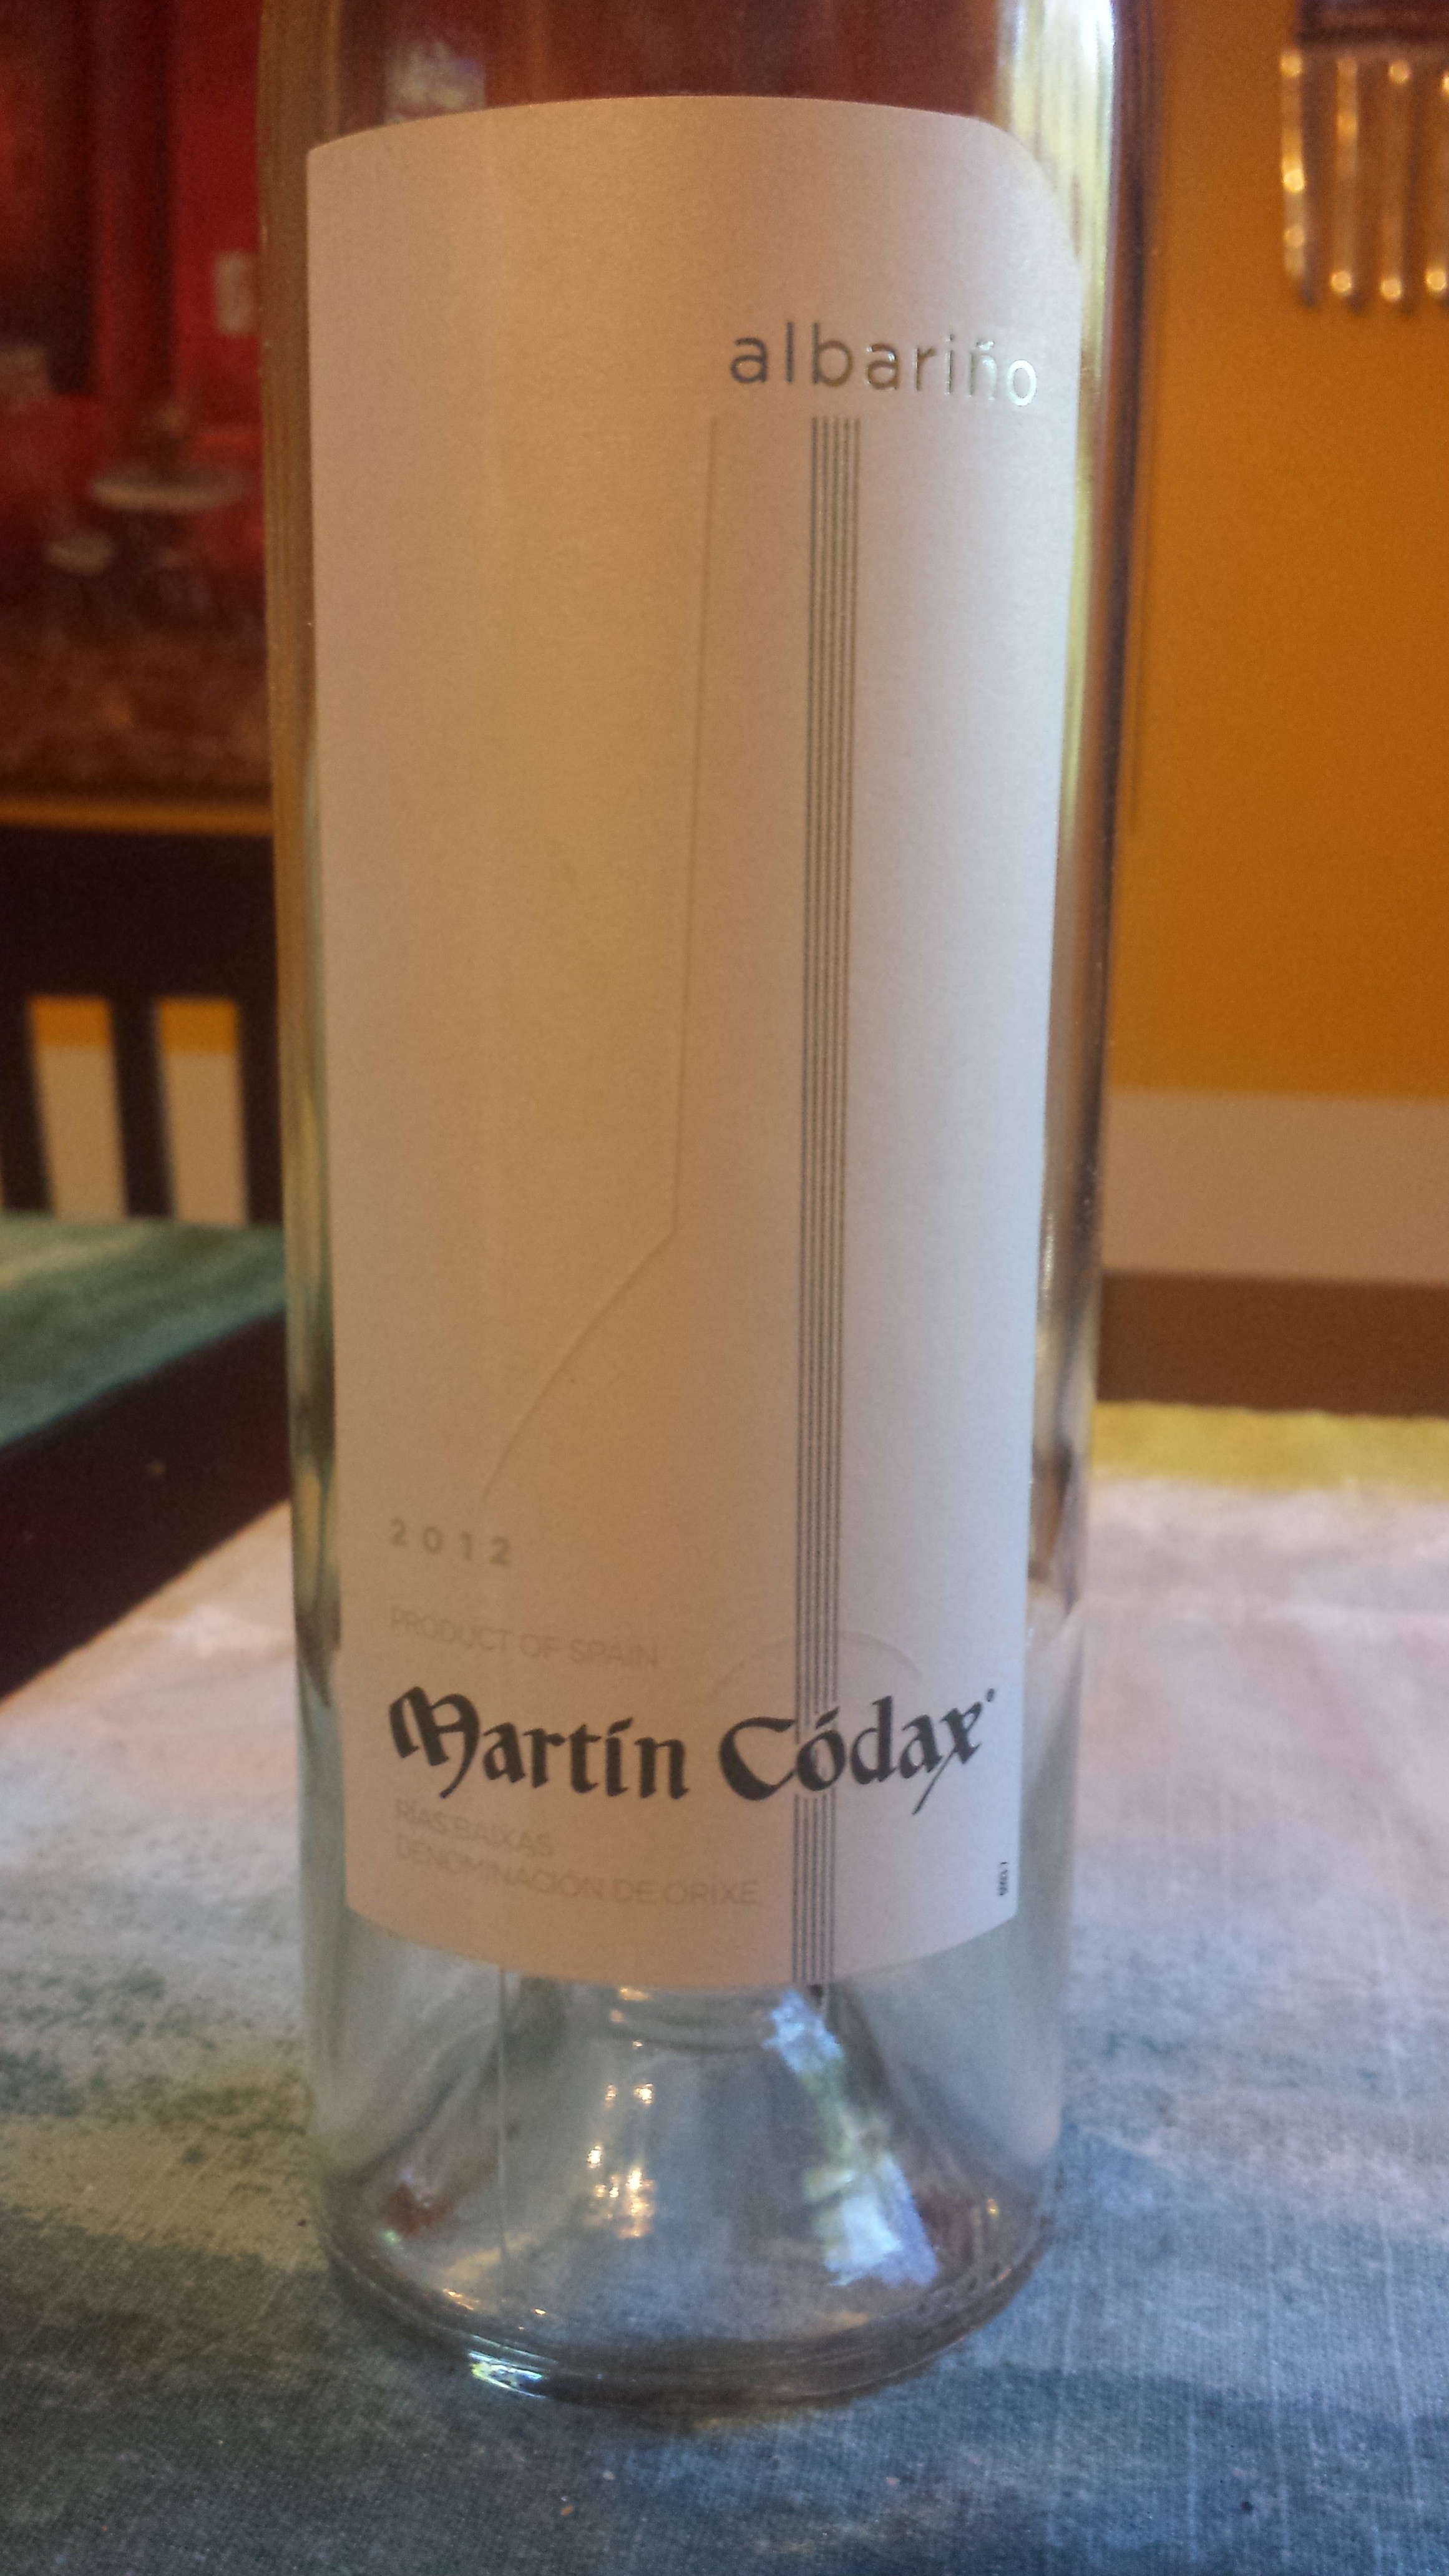 albariño
2012
PRODUCT OF SPAIN
Martín Códax®
RÍAS BAIXAS
DENOMINACIÓN DE ORIXE